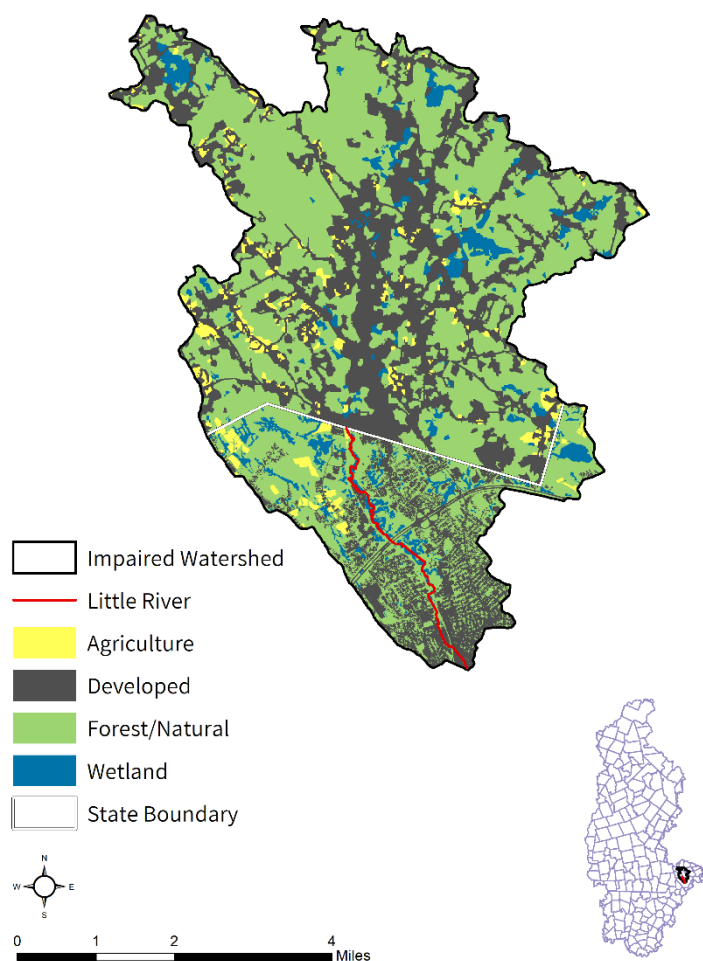 Impaired Watershed
Little River
Agriculture
Developed
Forest/Natural
Wetland
State Boundary
N
W E
S
0 1 2 4
Miles